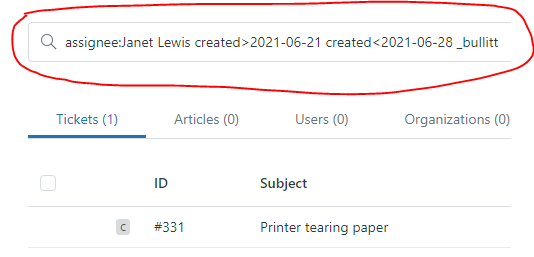 assignee:Janet Lewis created>2021-06-21 created<2021-06-28 _bullitt
Tickets (1) Articles (0) Users (0) Organizations (0)
ID Subject
c #331 Printer tearing paper